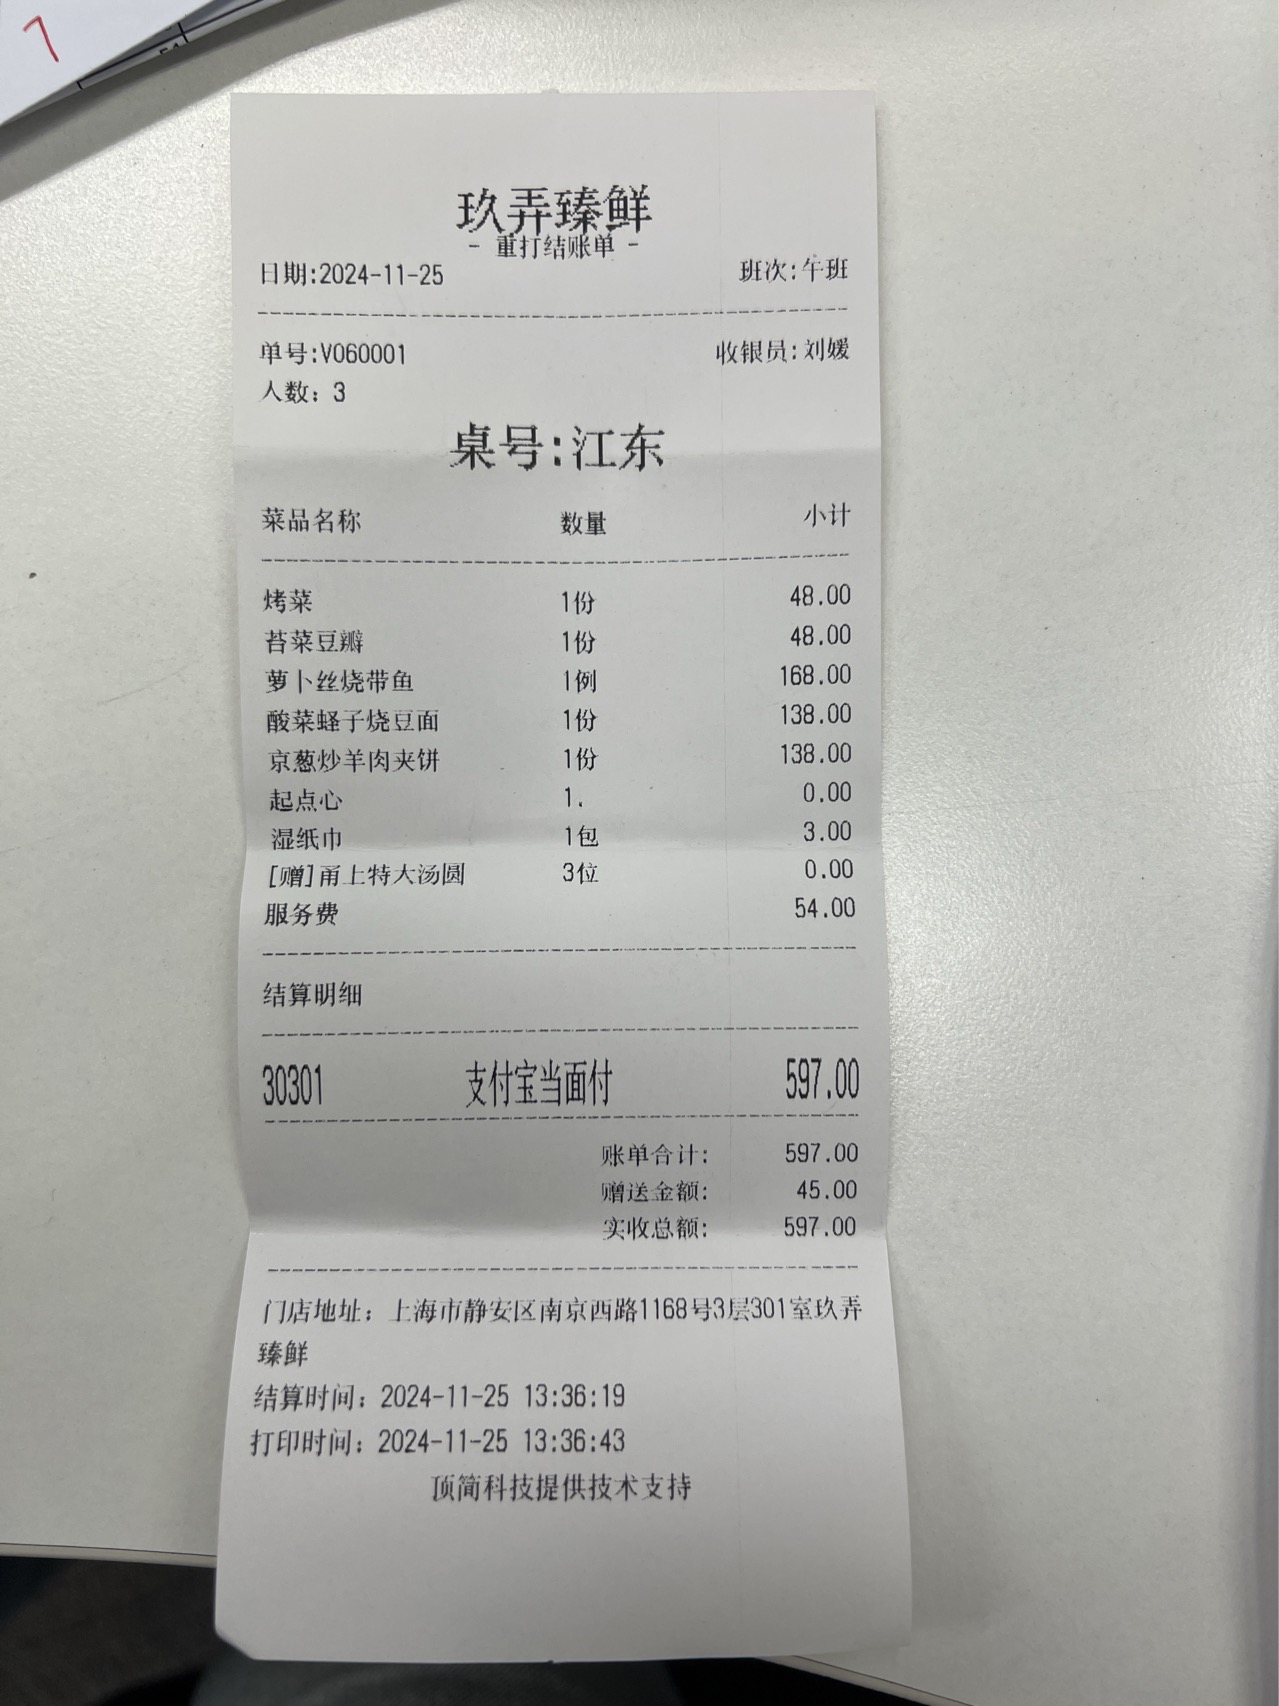 玖弄臻鲜
- 重打结账单 -
日期:2024-11-25 班次:午班
单号:V060001 收银员:刘媛
人数: 3
桌号:江东
菜品名称 数量 小计
烤菜 1份 48.00
苔菜豆瓣 1份 48.00
萝卜丝烧带鱼 1例 168.00
酸菜蛏子烧豆面 1份 138.00
京葱炒羊肉夹饼 1份 138.00
起点心 1. 0.00
湿纸巾 1包 3.00
[赠]甬上特大汤圆 3位 0.00
服务费 54.00
结算明细
30301 支付宝当面付 597.00
账单合计: 597.00
赠送金额: 45.00
实收总额: 597.00
门店地址: 上海市静安区南京西路1168号3层301室玖弄
臻鲜
结算时间: 2024-11-25 13:36:19
打印时间: 2024-11-25 13:36:43
顶简科技提供技术支持